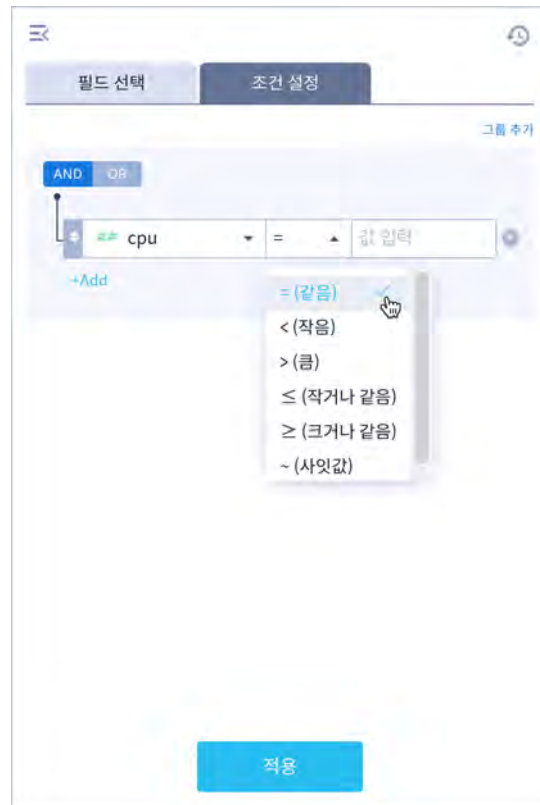 필드 선택 조건 설정
그룹 추가
AND OR
## cpu = 값 입력
+Add
= (같음)
< (작음)
> (큼)
≤ (작거나 같음)
≥ (크거나 같음)
~ (사잇값)
적용